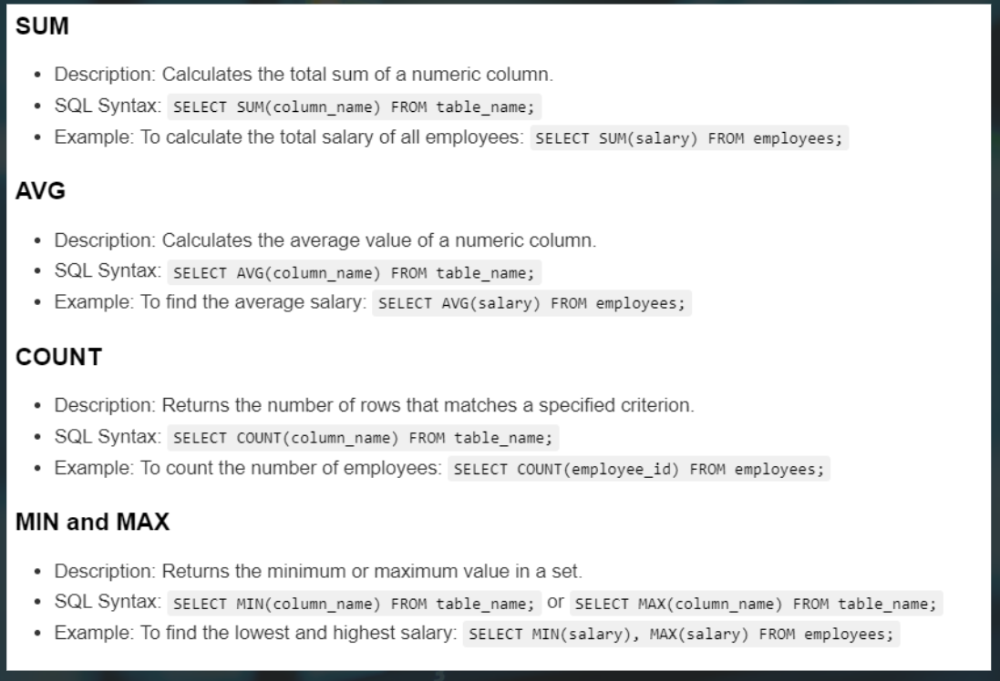 SUM
• Description: Calculates the total sum of a numeric column.
• SQL Syntax: SELECT SUM(column_name) FROM table_name;
• Example: To calculate the total salary of all employees: SELECT SUM(salary) FROM employees;
AVG
• Description: Calculates the average value of a numeric column.
• SQL Syntax: SELECT AVG(column_name) FROM table_name;
• Example: To find the average salary: SELECT AVG(salary) FROM employees;
COUNT
• Description: Returns the number of rows that matches a specified criterion.
• SQL Syntax: SELECT COUNT(column_name) FROM table_name;
• Example: To count the number of employees: SELECT COUNT(employee_id) FROM employees;
MIN and MAX
• Description: Returns the minimum or maximum value in a set.
• SQL Syntax: SELECT MIN(column_name) FROM table_name; or SELECT MAX(column_name) FROM table_name;
• Example: To find the lowest and highest salary: SELECT MIN(salary), MAX(salary) FROM employees;